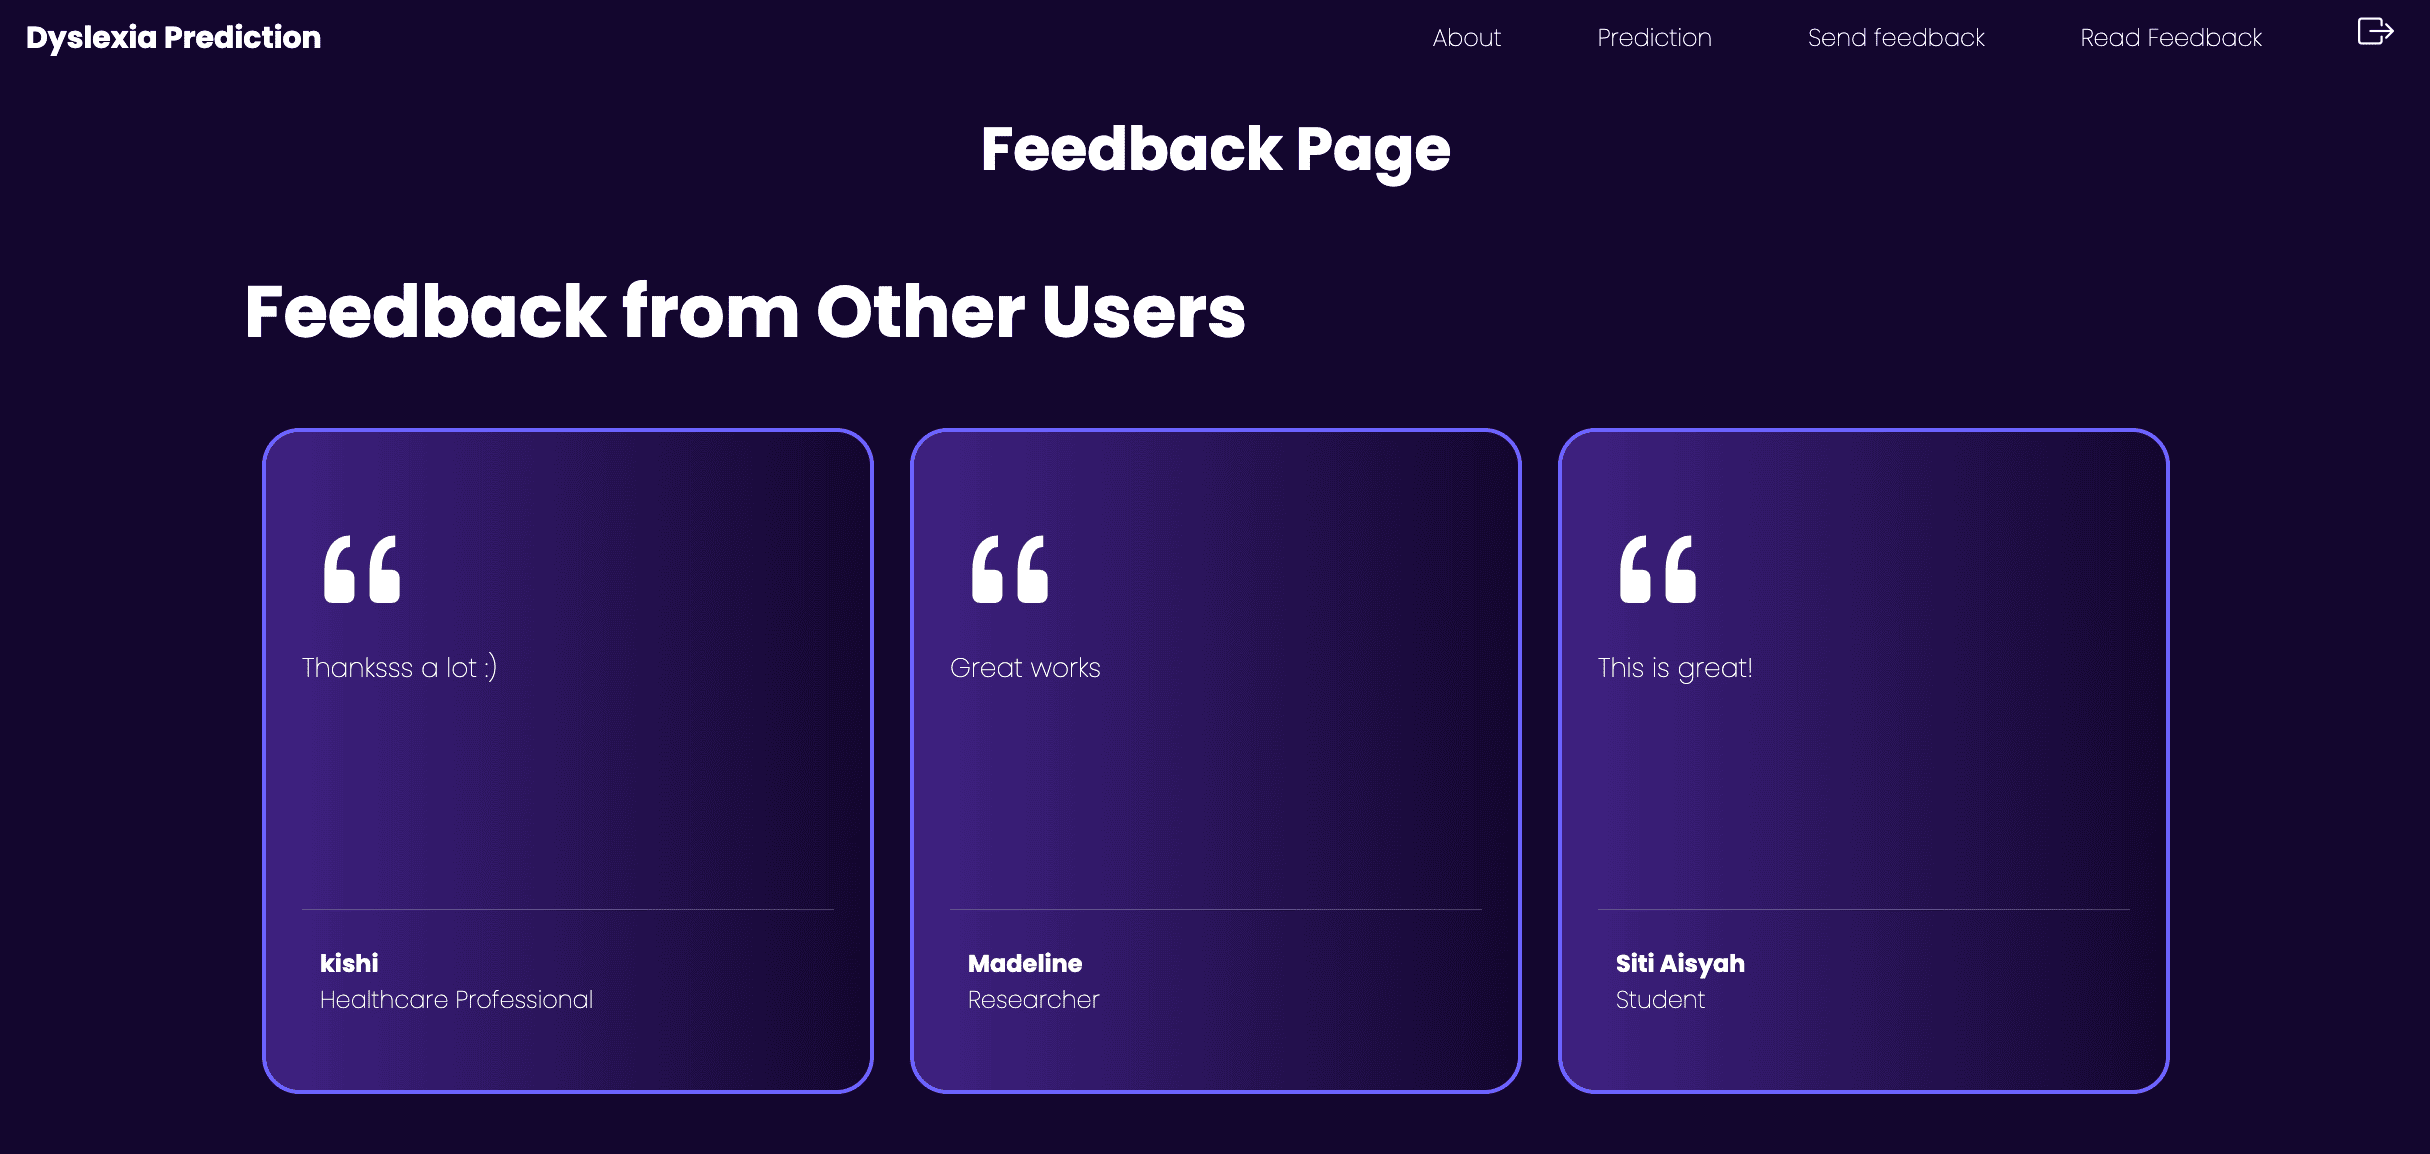 Dyslexia Prediction
About
Prediction
Send feedback
Read Feedback
Feedback Page
Feedback from Other Users
“
Thanksss a lot :)
kishi
Healthcare Professional
“
Great works
Madeline
Researcher
“
This is great!
Siti Aisyah
Student